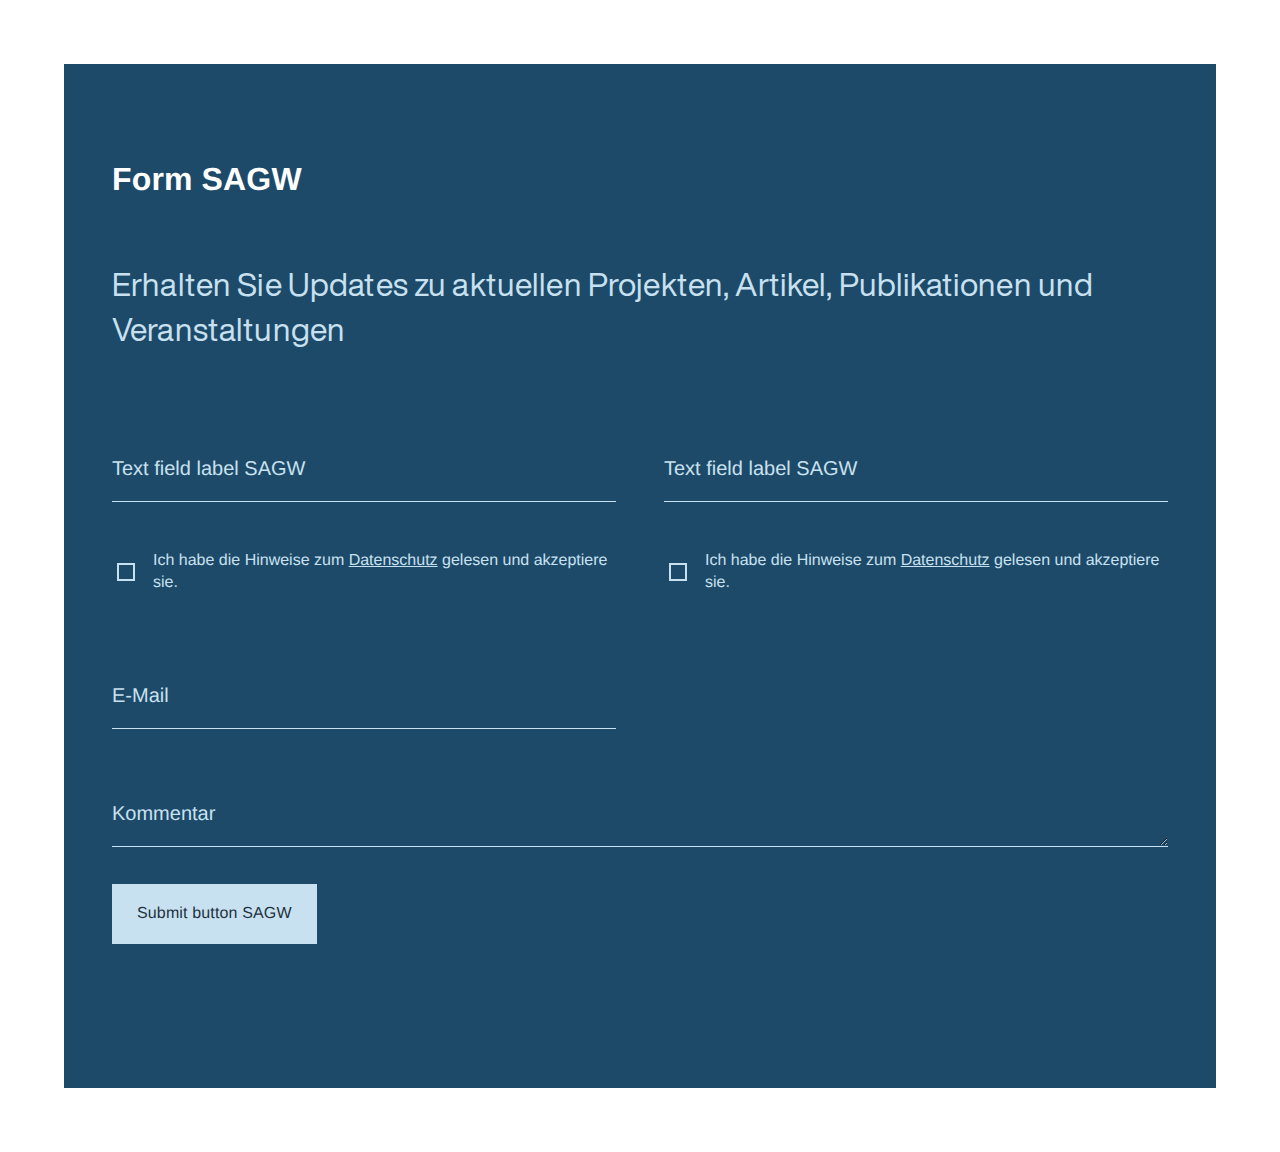 Form SAGW
Erhalten Sie Updates zu aktuellen Projekten, Artikel, Publikationen und
Veranstaltungen
Text field label SAGW
Text field label SAGW
Ich habe die Hinweise zum Datenschutz gelesen und akzeptiere
sie.
Ich habe die Hinweise zum Datenschutz gelesen und akzeptiere
sie.
E-Mail
Kommentar
Submit button SAGW